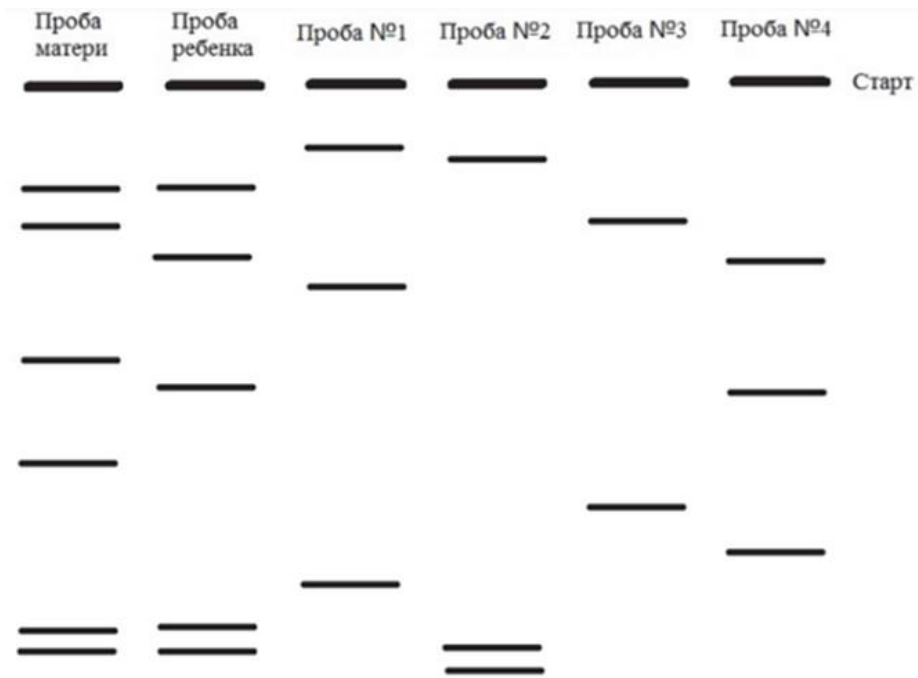 Проба
матери
Проба
ребенка
Проба №1
Проба №2
Проба №3
Проба №4
Старт